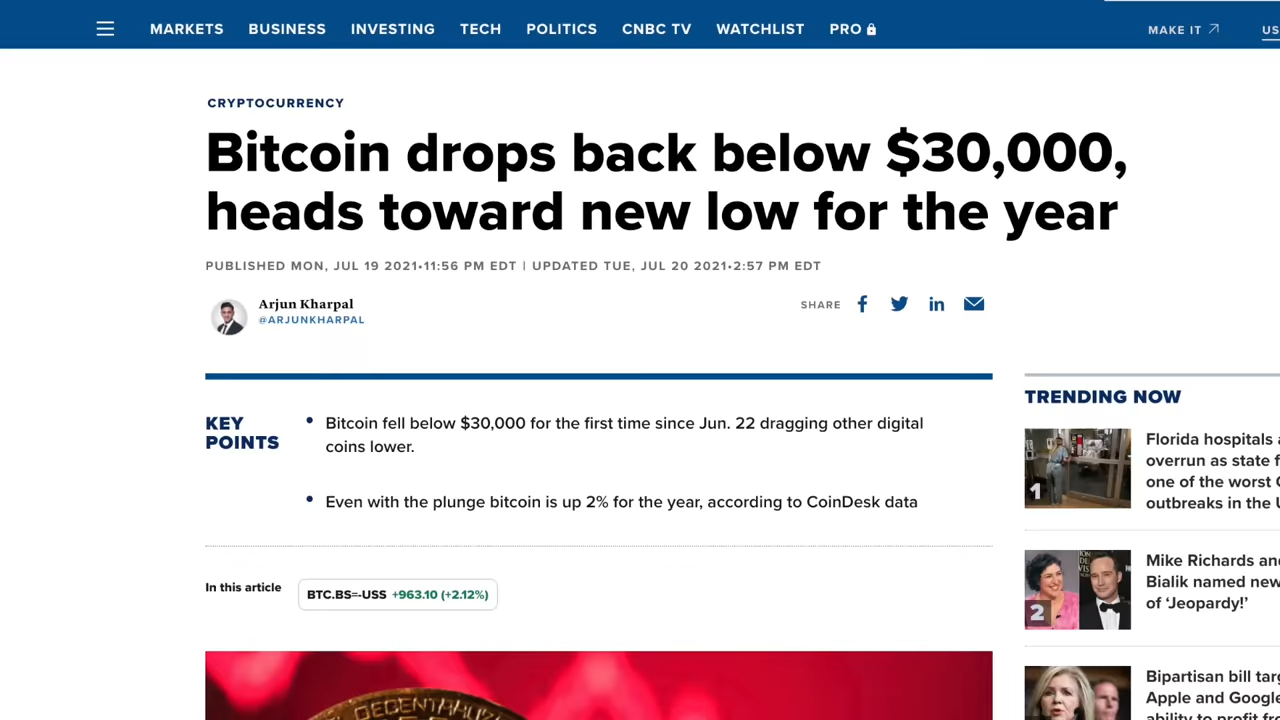 MARKETS BUSINESS INVESTING TECH POLITICS CNBC TV WATCHLIST PRO MAKE IT US
CRYPTOCURRENCY
Bitcoin drops back below $30,000,
heads toward new low for the year
PUBLISHED MON, JUL 19 2021•11:56 PM EDT | UPDATED TUE, JUL 20 2021•2:57 PM EDT
Arjun Kharpal
@ARJUNKHARPAL
SHARE
KEY
POINTS
• Bitcoin fell below $30,000 for the first time since Jun. 22 dragging other digital
coins lower.
• Even with the plunge bitcoin is up 2% for the year, according to CoinDesk data
In this article
BTC.BS=-USS +963.10 (+2.12%)
DECENTRAL
TRENDING NOW
1
Florida hospitals
overrun as state
one of the worst
outbreaks in the
2
Mike Richards and
Bialik named new
of ‘Jeopardy!’
Bipartisan bill
Apple and Google
ability to profit